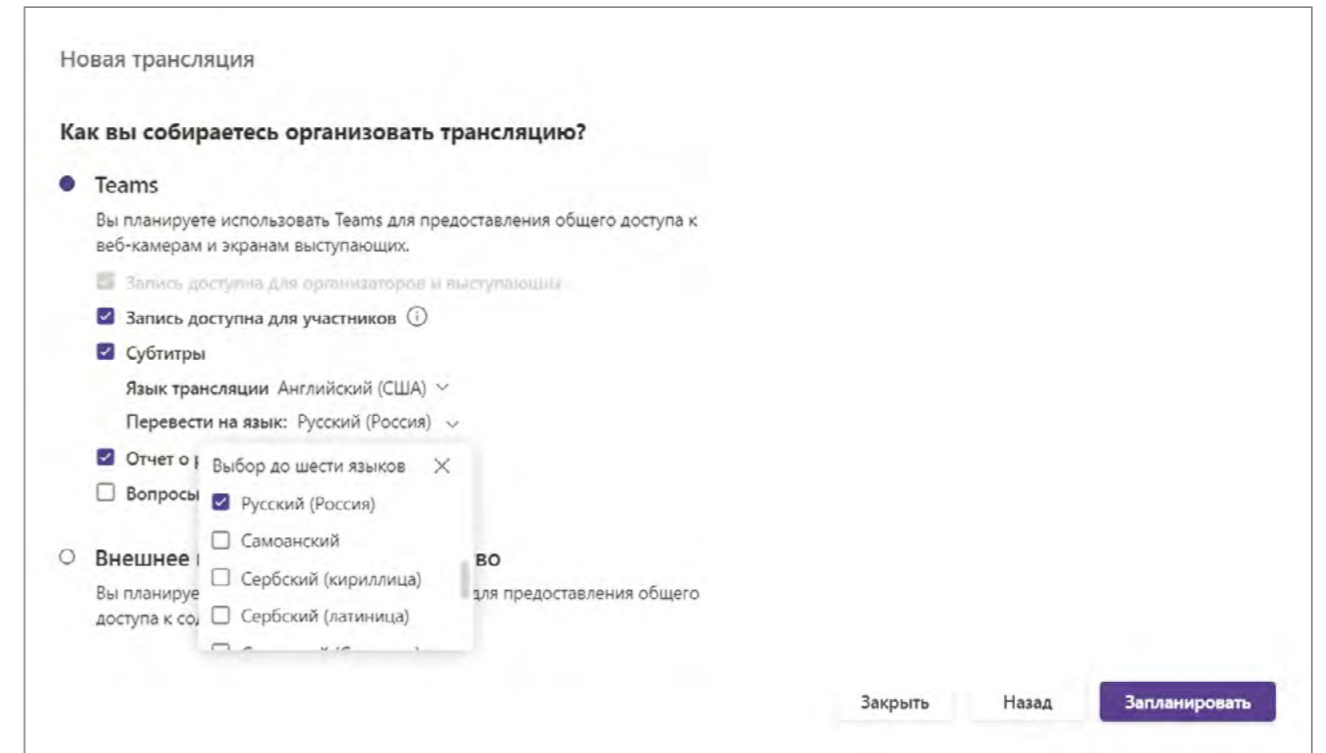 Новая трансляция
Как вы собираетесь организовать трансляцию?
Teams
Вы планируете использовать Teams для предоставления общего доступа к
веб-камерам и экранам выступающих.
Запись доступна для организаторов и выступающих
Запись доступна для участников
Субтитры
Язык трансляции Английский (США)
Перевести на язык: Русский (Россия)
Отчет о
Выбор до шести языков
Вопросы
Русский (Россия)
Самоанский
Внешнее
Сербский (кириллица)
Вы планируе для предоставления общего
Сербский (латиница)
доступа к
Закрыть Назад Запланировать